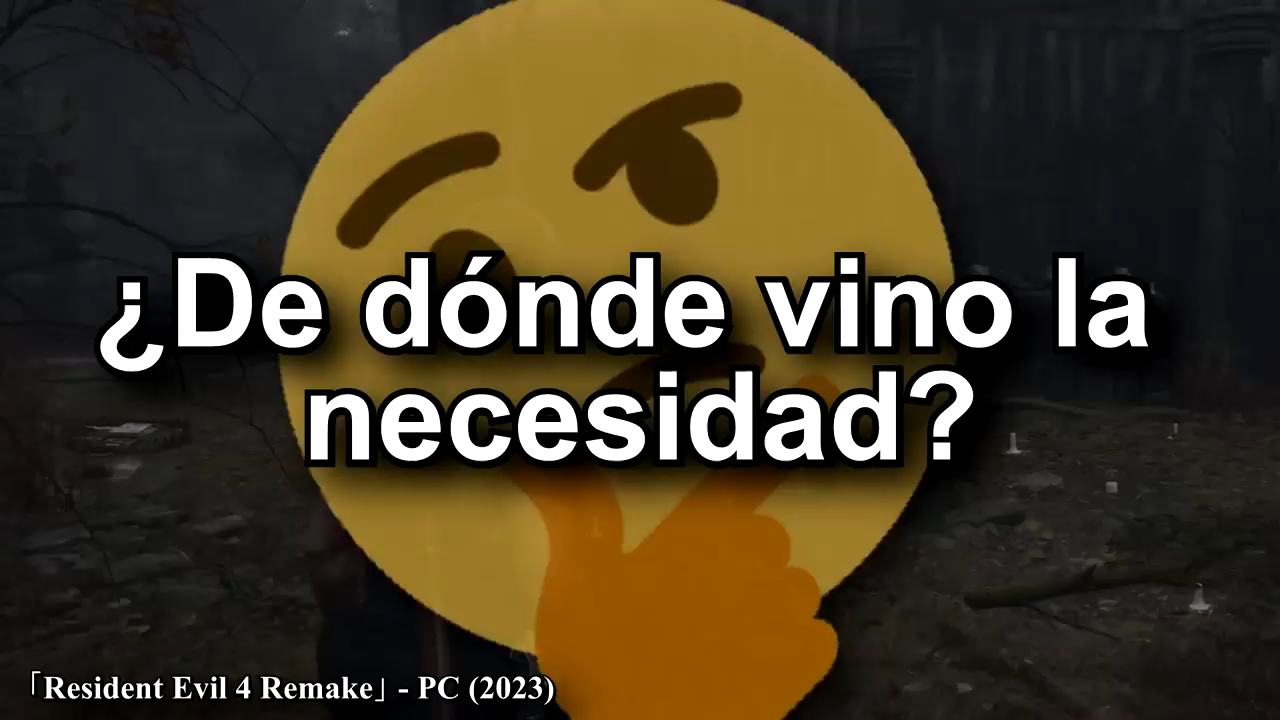 ¿De dónde vino la
necesidad?
「Resident Evil 4 Remake」- PC (2023)